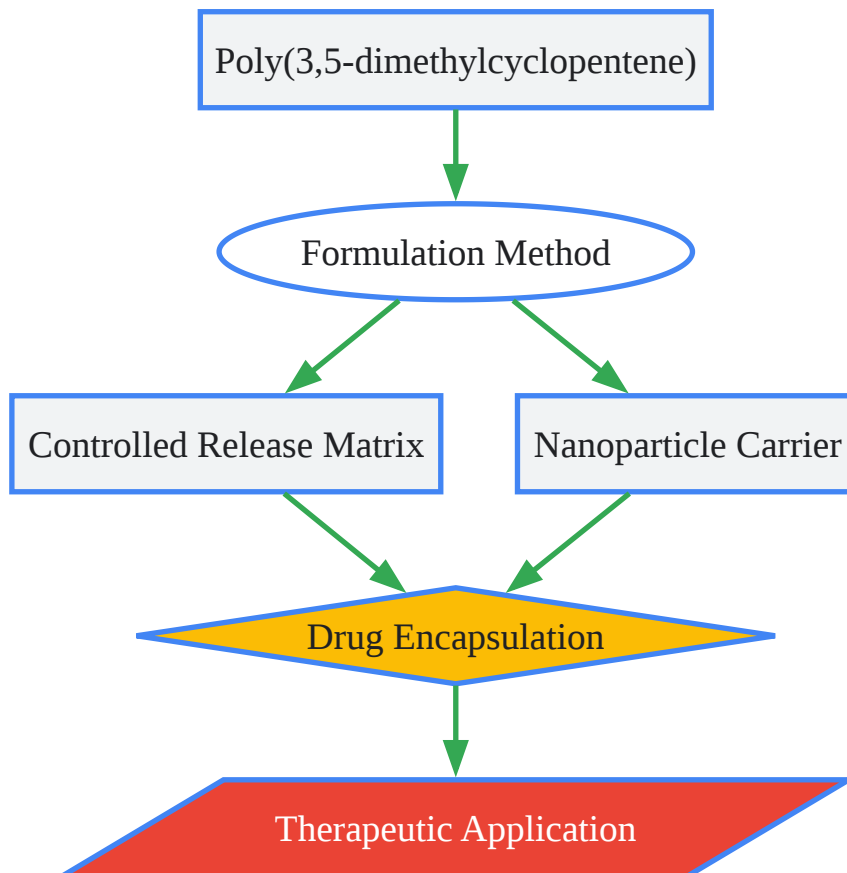 Poly(3,5-dimethylcyclopentene)
Formulation Method
Controlled Release Matrix
Nanoparticle Carrier
Drug Encapsulation
Therapeutic Application